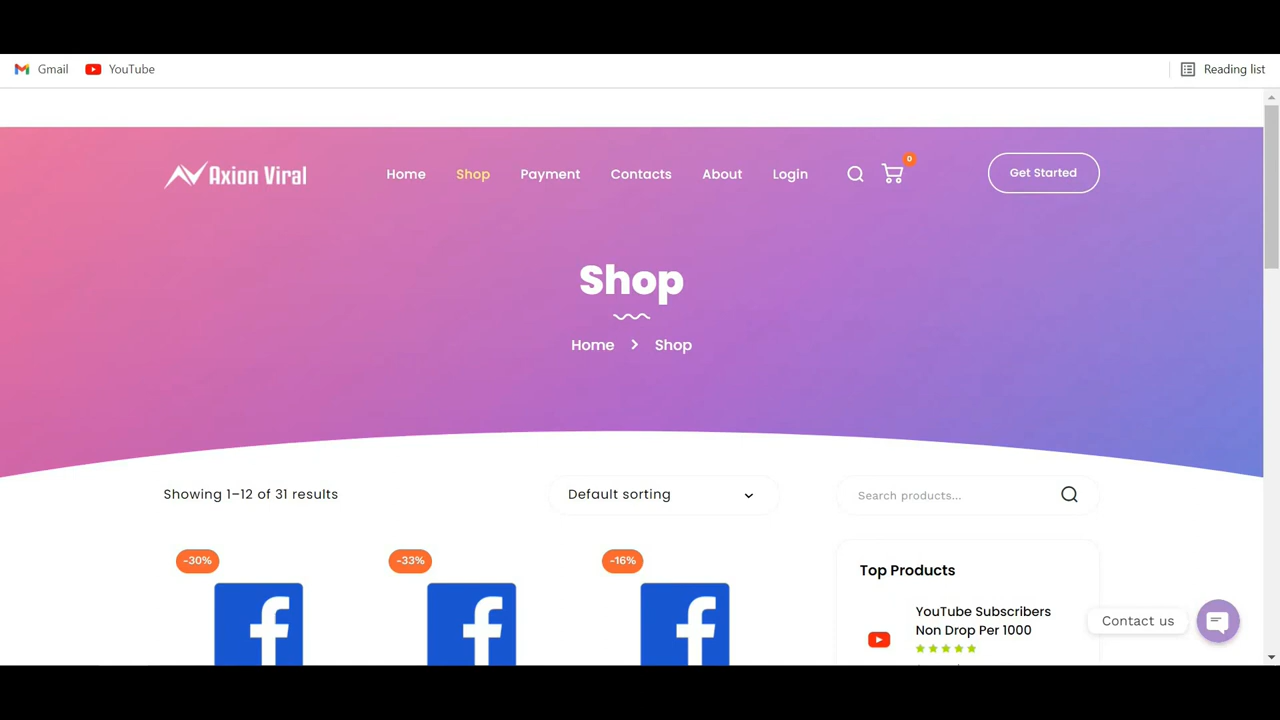 Gmail
YouTube
Reading list
Axion Viral
Home
Shop
Payment
Contacts
About
Login
0
Get Started
Shop
Home
Shop
Showing 1–12 of 31 results
Default sorting
Search products...
-30%
-33%
-16%
Top Products
YouTube Subscribers
Non Drop Per 1000
Contact us